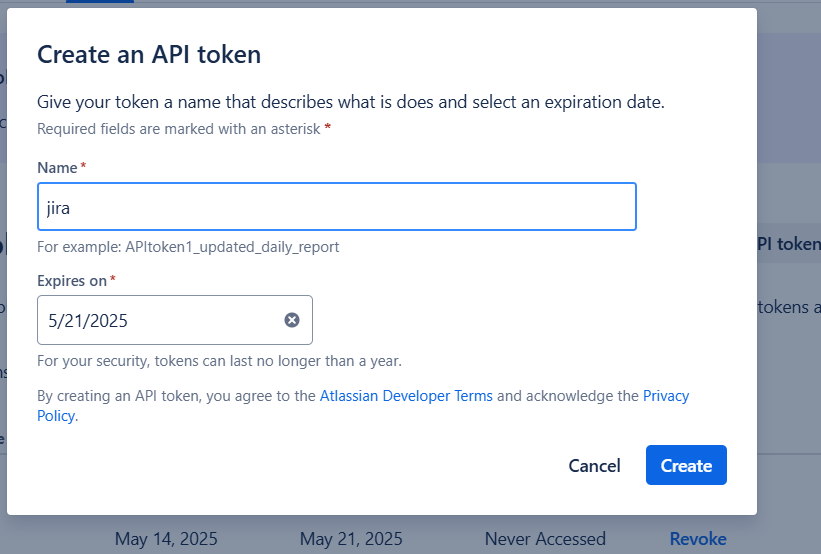 Create an API token
Give your token a name that describes what is does and select an expiration date.
Required fields are marked with an asterisk *
Name *
jira
For example: APItoken1_updated_daily_report
PI token
Expires on *
tokens a
5/21/2025
For your security, tokens can last no longer than a year.
By creating an API token, you agree to the Atlassian Developer Terms and acknowledge the Privacy
Policy.
Cancel Create
May 14, 2025 May 21, 2025 Never Accessed Revoke